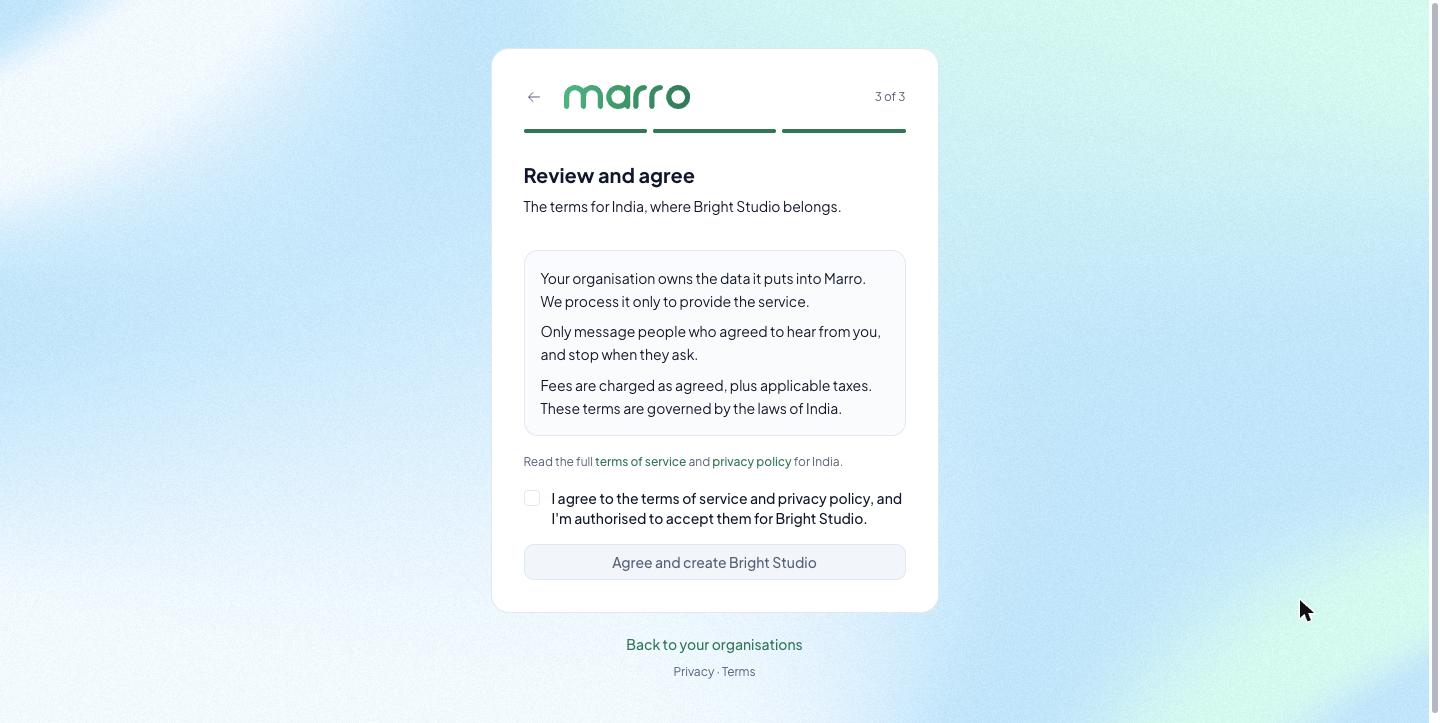 marro
3 of 3
Review and agree
The terms for India, where Bright Studio belongs.
Your organisation owns the data it puts into Marro.
We process it only to provide the service.
Only message people who agreed to hear from you,
and stop when they ask.
Fees are charged as agreed, plus applicable taxes.
These terms are governed by the laws of India.
Read the full terms of service and privacy policy for India.
I agree to the terms of service and privacy policy, and
I'm authorised to accept them for Bright Studio.
Agree and create Bright Studio
Back to your organisations
Privacy · Terms